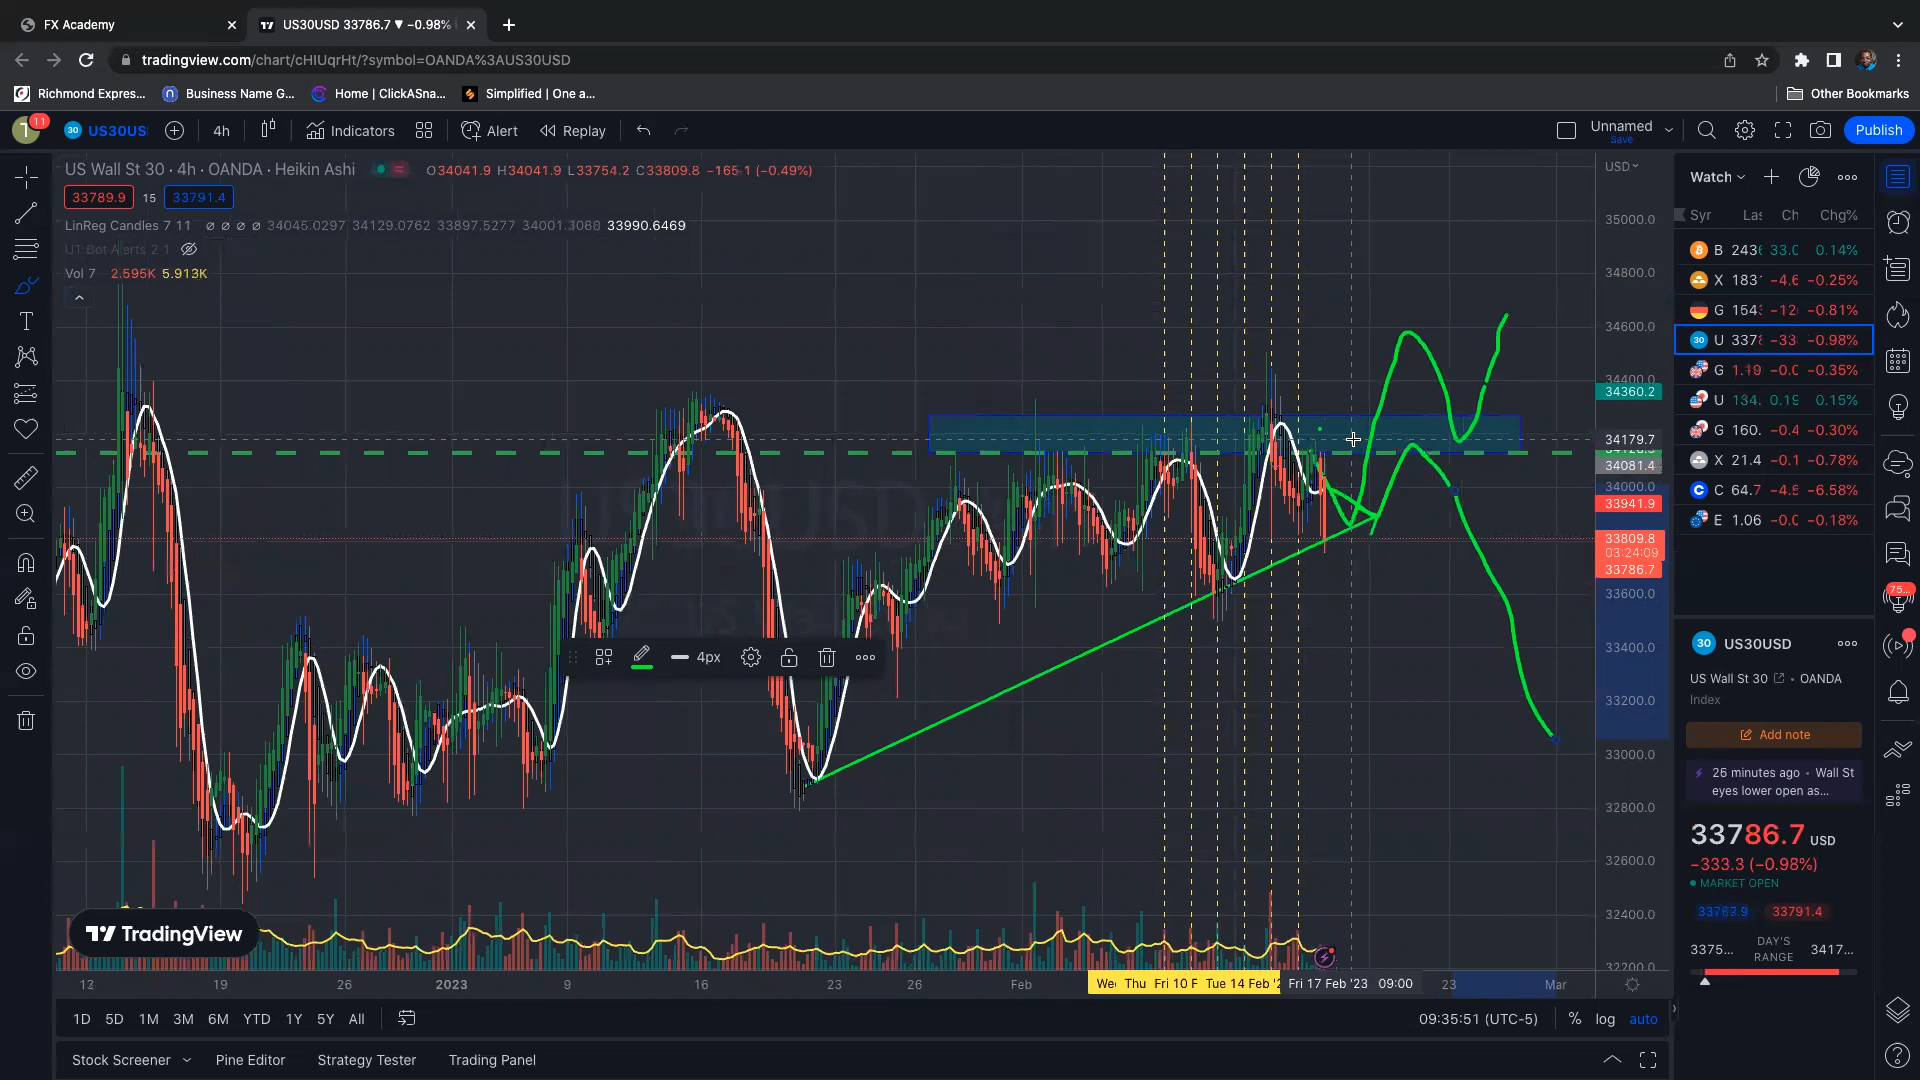 FX Academy
US30USD 33786.7 ▼ −0.98%
tradingview.com/chart/cHIUqrHt/?symbol=OANDA%3AUS30USD
Richmond Expres... Business Name G... Home | ClickASna... Simplified | One a... Other Bookmarks
T 11 30 US30US 4h Indicators Alert Replay Unnamed Save Publish
US Wall St 30 · 4h · OANDA · Heikin Ashi O34041.9 H34041.9 L33754.2 C33809.8 −165.1 (−0.49%)
33789.9 15 33791.4
LinReg Candles 7 11 ∅ ∅ ∅ ∅ 34045.0297 34129.0762 33897.5277 34001.3080 33990.6469
UT Bot Alerts 2 1
Vol 7 2.595K 5.913K
USD
35000.0
34800.0
34600.0
34400.0
34360.2
34179.7
34081.4
34000.0
33941.9
33809.8
03:24:09
33786.7
33600.0
33400.0
33200.0
33000.0
32800.0
32600.0
32400.0
32200.0
4px
TradingView
12 19 26 2023 9 16 23 26 Feb We Thu Fri 10 F Tue 14 Feb '2 Fri 17 Feb '23 09:00 23 Mar
1D 5D 1M 3M 6M YTD 1Y 5Y All 09:35:51 (UTC-5) % log auto
Stock Screener Pine Editor Strategy Tester Trading Panel
Watch
Syr Las Ch Chg%
B 2436 33.0 0.14%
X 1831 −4.6 −0.25%
G 1543 −12 −0.81%
30 U 3378 −33 −0.98%
G 1.19 −0.0 −0.35%
U 134. 0.19 0.15%
G 160. −0.4 −0.30%
X 21.4 −0.1 −0.78%
C 64.7 −4.5 −6.58%
E 1.06 −0.0 −0.18%
30 US30USD
US Wall St 30 • OANDA
Index
Add note
26 minutes ago • Wall St
eyes lower open as...
33786.7 USD
−333.3 (−0.98%)
MARKET OPEN
33791.4
3375... DAY'S RANGE 3417...
75...